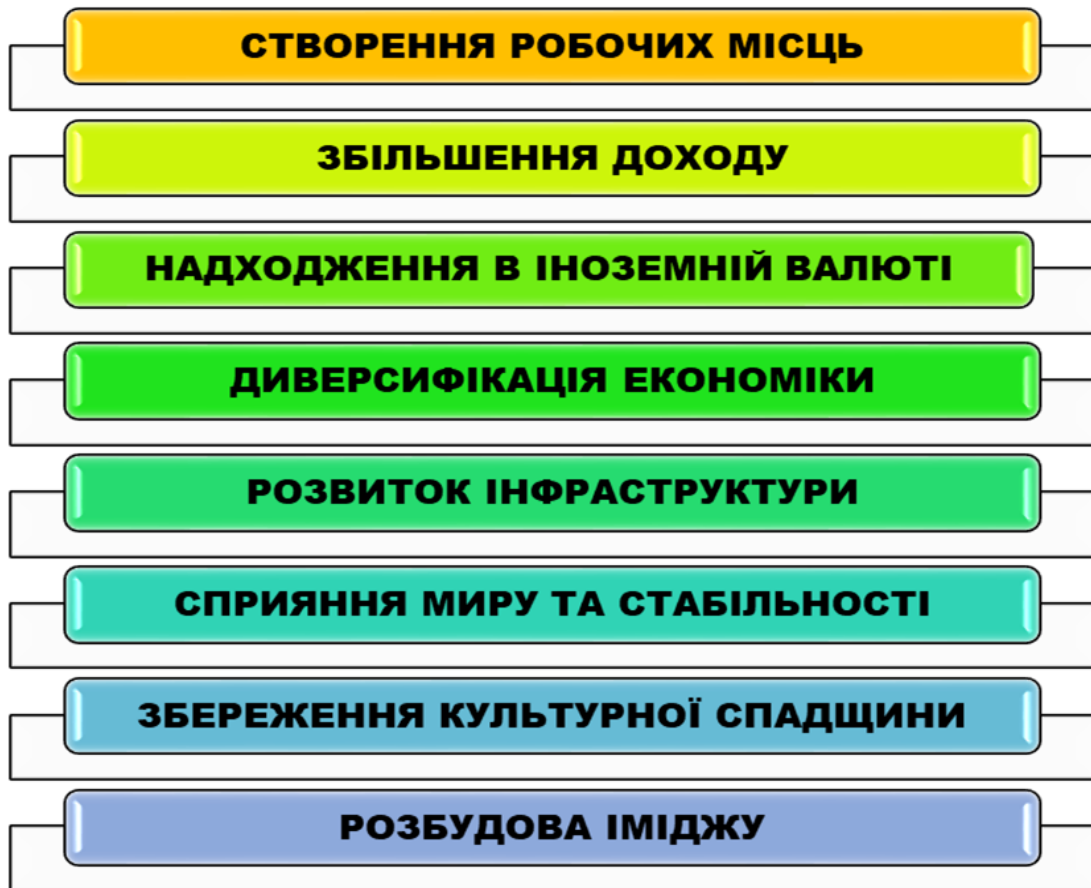 СТВОРЕННЯ РОБОЧИХ МІСЦЬ
ЗБІЛЬШЕННЯ ДОХОДУ
НАДХОДЖЕННЯ В ІНОЗЕМНІЙ ВАЛЮТІ
ДИВЕРСИФІКАЦІЯ ЕКОНОМІКИ
РОЗВИТОК ІНФРАСТРУКТУРИ
СПРИЯННЯ МИРУ ТА СТАБІЛЬНОСТІ
ЗБЕРЕЖЕННЯ КУЛЬТУРНОЇ СПАДЩИНИ
РОЗБУДОВА ІМІДЖУ